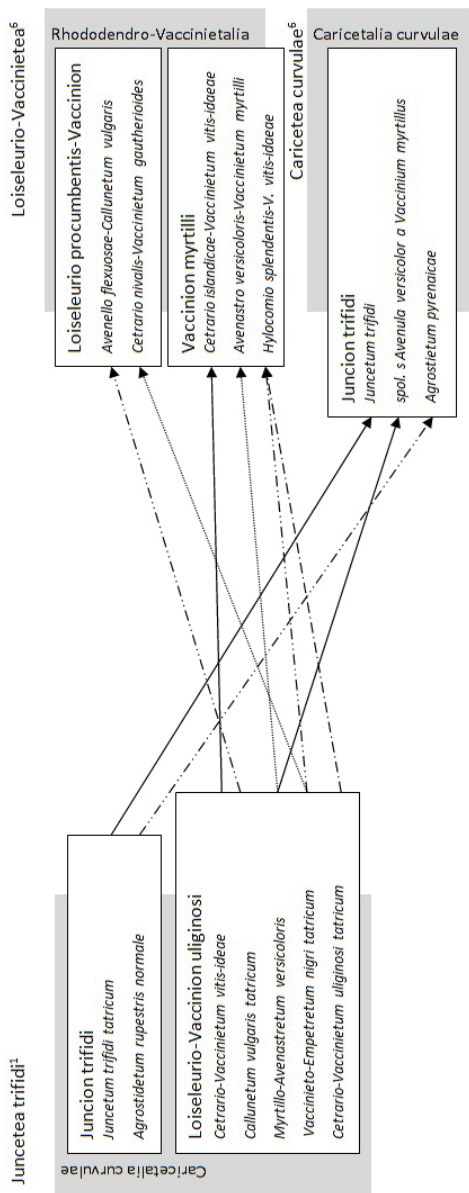 Juncetea trifidi¹
Caricetalia curvulae
Juncion trifidi
Juncetum trifidi tatricum
Agrostidetum rupestris normale
Loiseleurio-Vaccinion uliginosi
Cetrario-Vaccinietum vitis-ideae
Callunetum vulgaris tatricum
Myrtillo-Avenastretum versicoloris
Vaccinieto-Empetretum nigri tatricum
Cetrario-Vaccinietum uliginosi tatricum
Loiseleurio-Vaccinietea⁶
Rhododendro-Vaccinietalia
Loiseleurio procumbentis-Vaccinion
Avenello flexuosae-Callunetum vulgaris
Cetrario nivalis-Vaccinietum gaultherioides
Vaccinion myrtilli
Cetrario islandicae-Vaccinietum vitis-idaeae
Avenastro versicoloris-Vaccinietum myrtilli
Hylocomio splendentis-V. vitis-idaeae
Caricetea curvulae⁶
Caricetalia curvulae
Juncion trifidi
Juncetum trifidi
spol. s Avenula versicolor a Vaccinium myrtillus
Agrostietum pyrenaicae